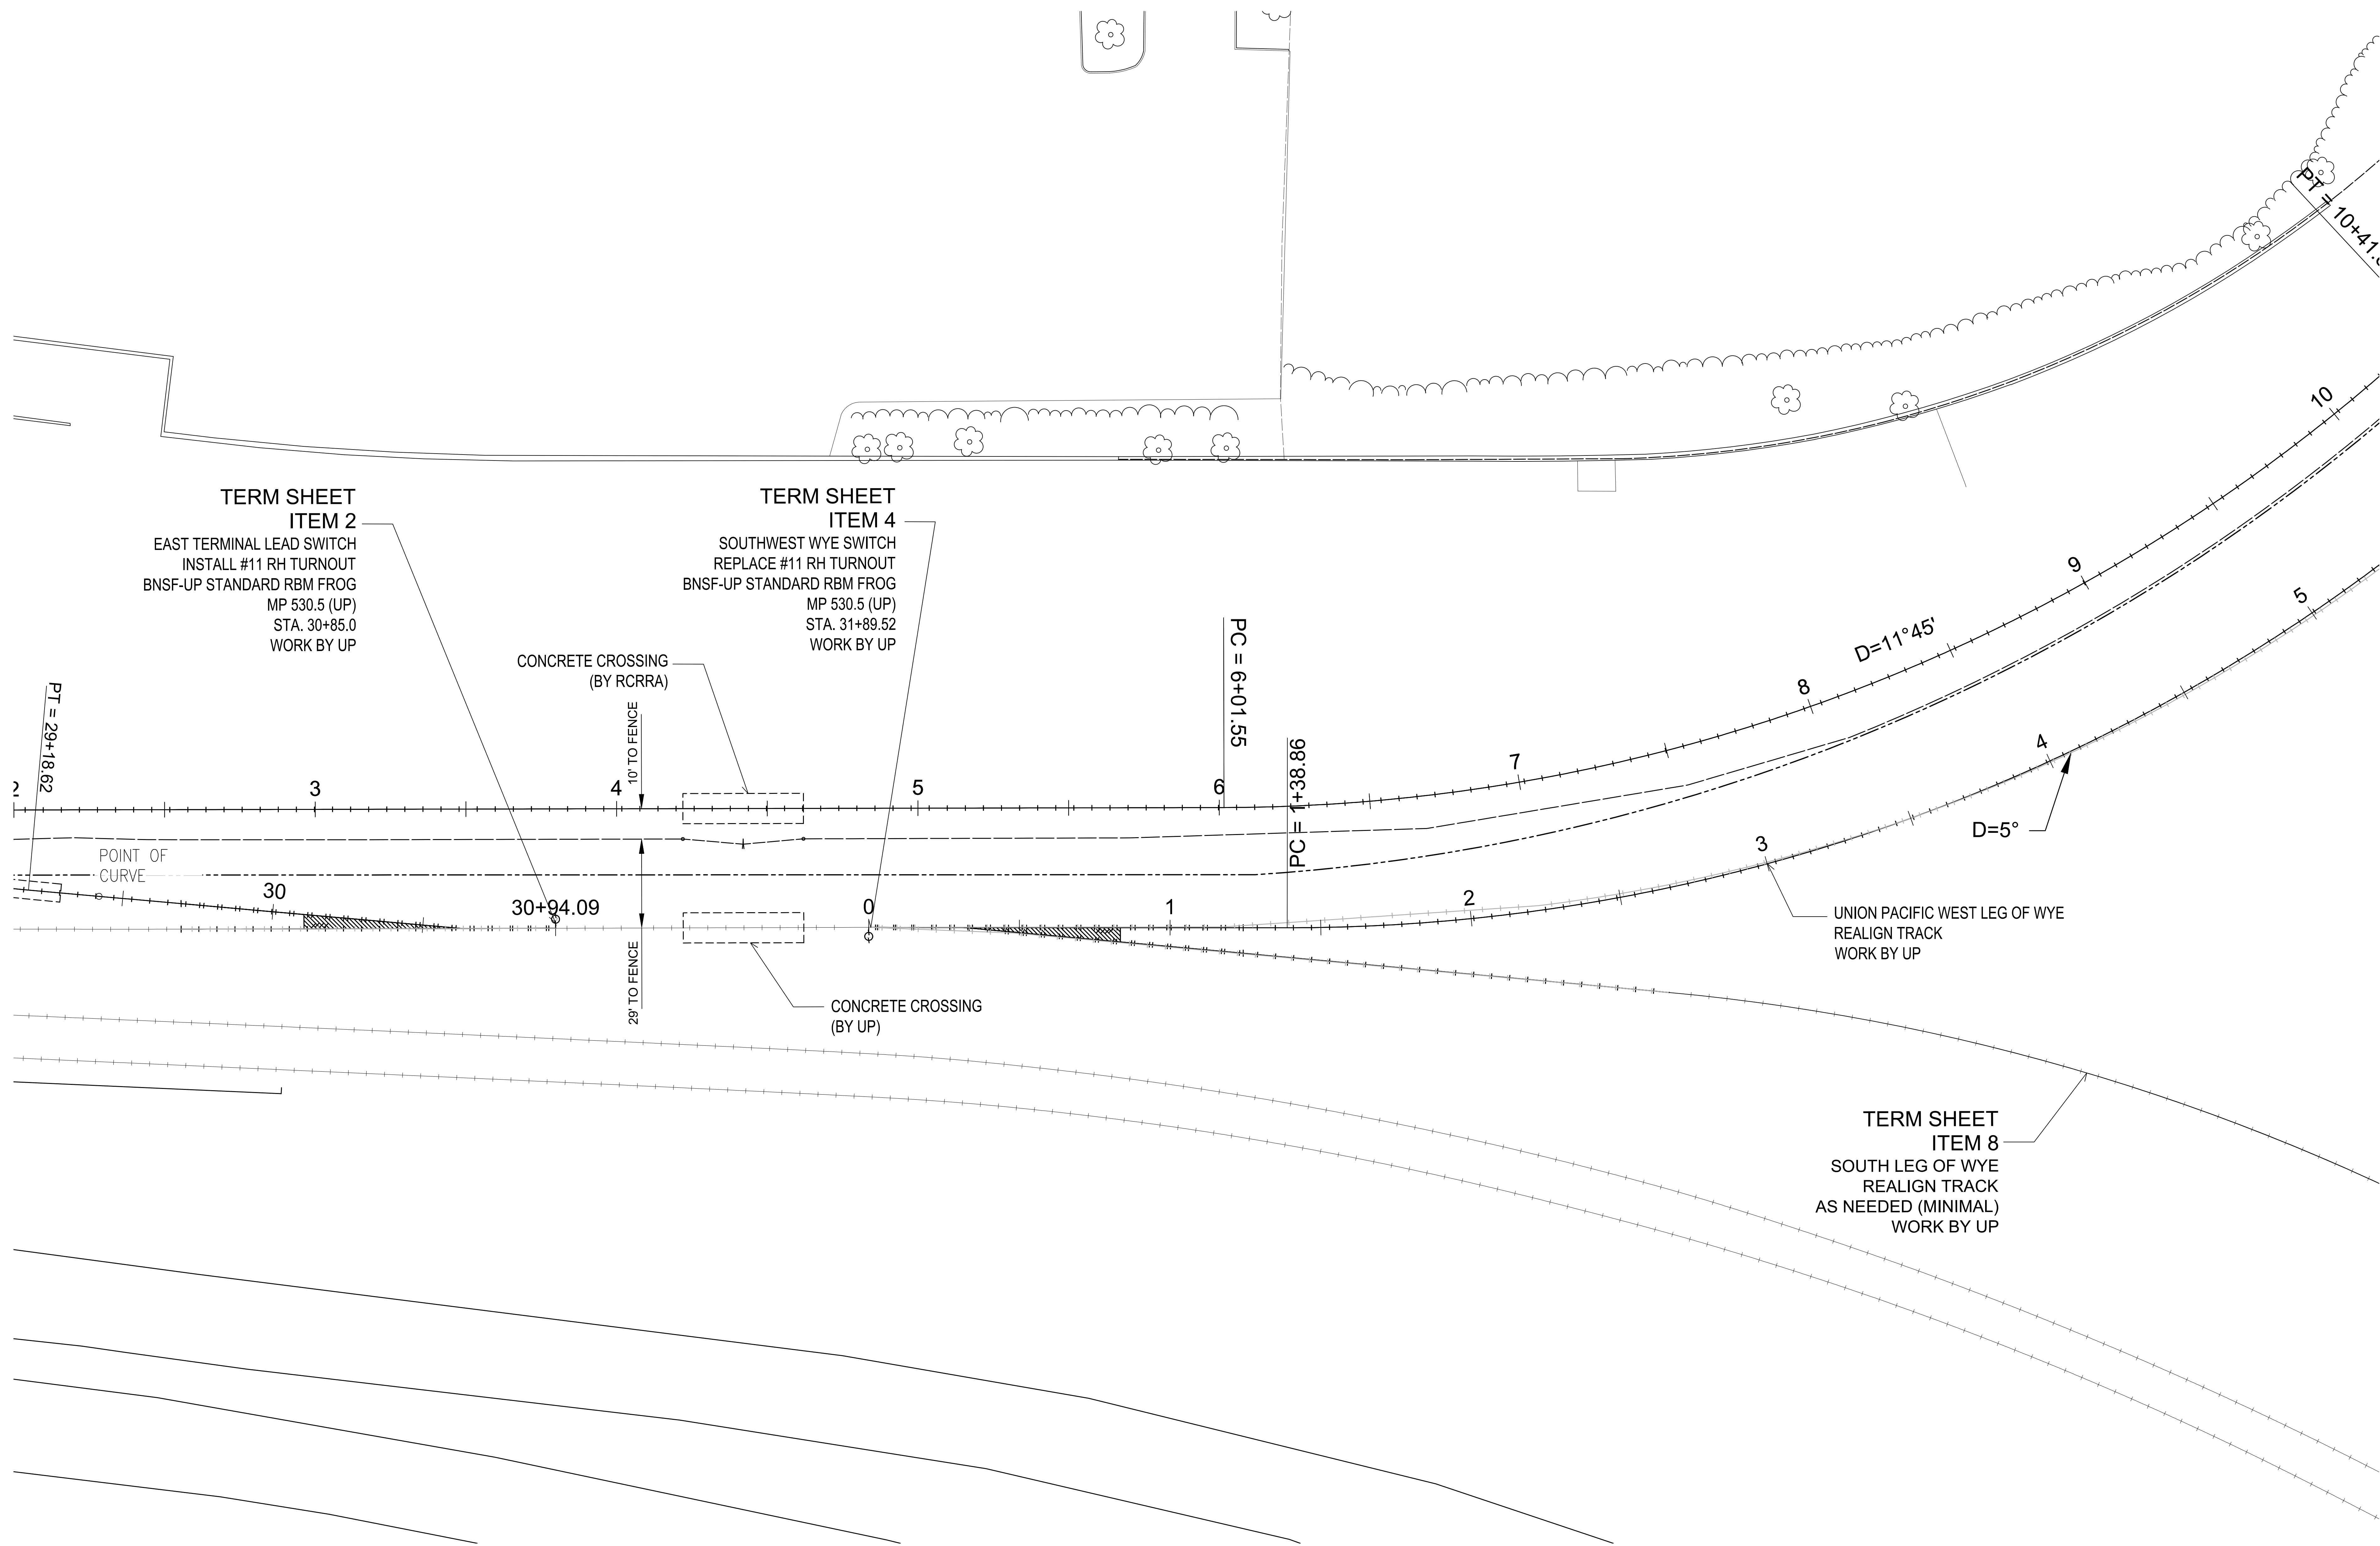 PT = 10+41.
TERM SHEET
ITEM 2
EAST TERMINAL LEAD SWITCH
INSTALL #11 RH TURNOUT
BNSF-UP STANDARD RBM FROG
MP 530.5 (UP)
STA. 30+85.0
WORK BY UP
TERM SHEET
ITEM 4
SOUTHWEST WYE SWITCH
REPLACE #11 RH TURNOUT
BNSF-UP STANDARD RBM FROG
MP 530.5 (UP)
STA. 31+89.52
WORK BY UP
CONCRETE CROSSING
(BY RCRRA)
10' TO FENCE
PC = 6+01.55
PC = 1+38.86
PT = 29+18.62
2
3
4
5
6
7
8
9
10
D=11°45'
POINT OF
CURVE
30
30+94.09
0
1
2
3
4
5
D=5°
UNION PACIFIC WEST LEG OF WYE
REALIGN TRACK
WORK BY UP
29' TO FENCE
CONCRETE CROSSING
(BY UP)
TERM SHEET
ITEM 8
SOUTH LEG OF WYE
REALIGN TRACK
AS NEEDED (MINIMAL)
WORK BY UP